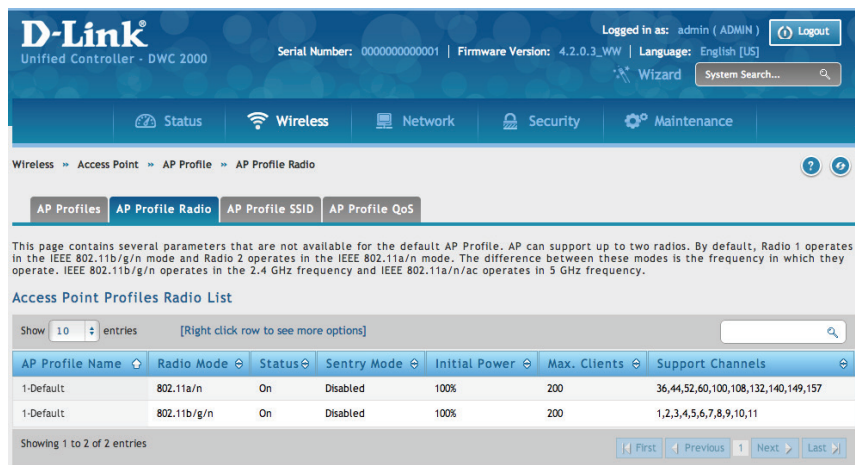 D-Link®
Unified Controller - DWC 2000
Logged in as: admin ( ADMIN ) Logout
Serial Number: 0000000000001 | Firmware Version: 4.2.0.3_WW | Language: English [US]
Wizard System Search...
Status Wireless Network Security Maintenance
Wireless » Access Point » AP Profile » AP Profile Radio ?
AP Profiles AP Profile Radio AP Profile SSID AP Profile QoS
This page contains several parameters that are not available for the default AP Profile. AP can support up to two radios. By default, Radio 1 operates
in the IEEE 802.11b/g/n mode and Radio 2 operates in the IEEE 802.11a/n mode. The difference between these modes is the frequency in which they
operate. IEEE 802.11b/g/n operates in the 2.4 GHz frequency and IEEE 802.11a/n/ac operates in 5 GHz frequency.
Access Point Profiles Radio List
Show 10 entries [Right click row to see more options]
AP Profile Name Radio Mode Status Sentry Mode Initial Power Max. Clients Support Channels
1-Default 802.11a/n On Disabled 100% 200 36,44,52,60,100,108,132,140,149,157
1-Default 802.11b/g/n On Disabled 100% 200 1,2,3,4,5,6,7,8,9,10,11
Showing 1 to 2 of 2 entries First Previous 1 Next Last